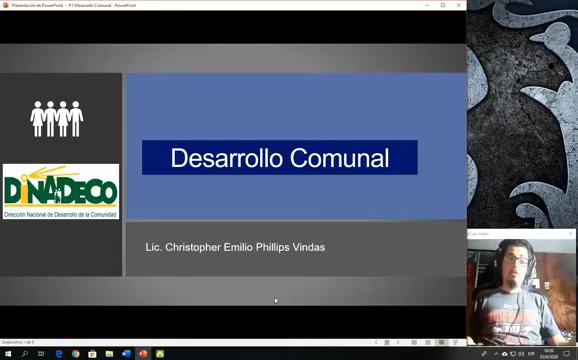 Presentación de PowerPoint - P1-Desarrollo Comunal - PowerPoint
Desarrollo Comunal
DINADECO
Dirección Nacional de Desarrollo de la Comunidad
Lic. Christopher Emilio Phillips Vindas
ESP